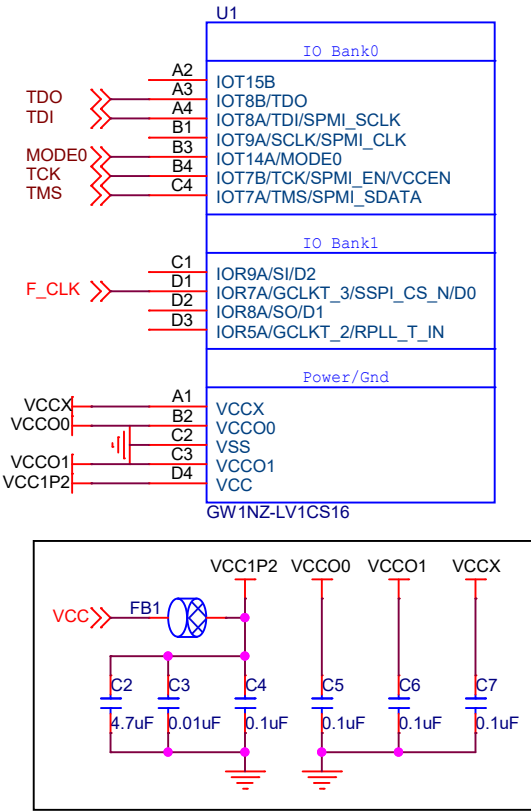 U1
IO Bank0
A2 IOT15B
TDO A3 IOT8B/TDO
TDI A4 IOT8A/TDI/SPMI_SCLK
B1 IOT9A/SCLK/SPMI_CLK
MODE0 B3 IOT14A/MODE0
TCK B4 IOT7B/TCK/SPMI_EN/VCCEN
TMS C4 IOT7A/TMS/SPMI_SDATA
IO Bank1
C1 IOR9A/SI/D2
F_CLK D1 IOR7A/GCLKT_3/SSPI_CS_N/D0
D2 IOR8A/SO/D1
D3 IOR5A/GCLKT_2/RPLL_T_IN
Power/Gnd
VCCX A1 VCCX
VCCO0 B2 VCCO0
C2 VSS
VCCO1 C3 VCCO1
VCC1P2 D4 VCC
GW1NZ-LV1CS16
VCC1P2 VCCO0 VCCO1 VCCX
VCC FB1
C2 C3 C4 C5 C6 C7
4.7uF 0.01uF 0.1uF 0.1uF 0.1uF 0.1uF